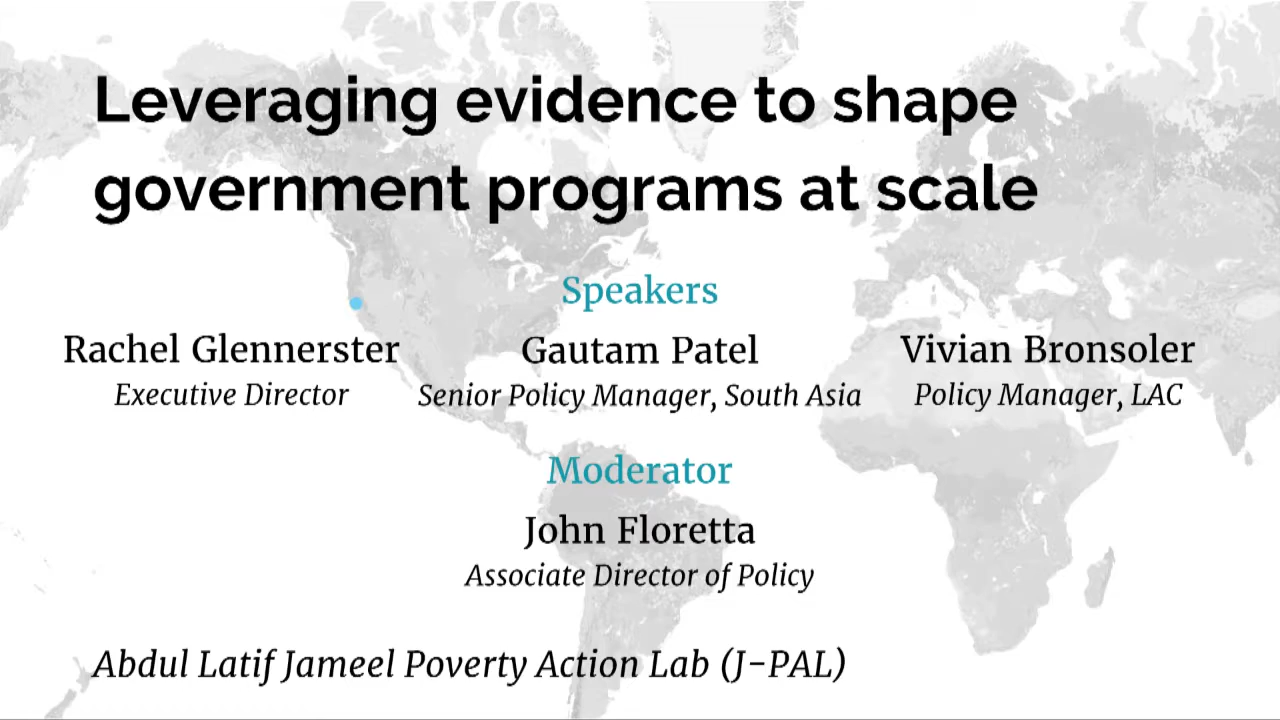 Leveraging evidence to shape
government programs at scale
Speakers
Rachel Glennerster
Executive Director
Gautam Patel
Senior Policy Manager, South Asia
Vivian Bronsoler
Policy Manager, LAC
Moderator
John Floretta
Associate Director of Policy
Abdul Latif Jameel Poverty Action Lab (J-PAL)